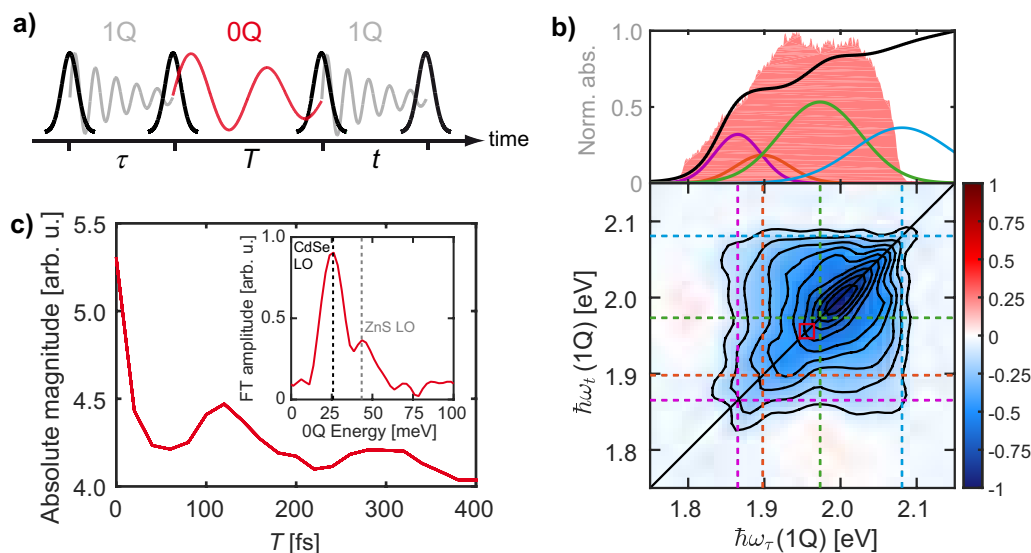 a)
1Q
0Q
1Q
time
τ
T
t
b)
Norm. abs.
1.0
0.5
0
ℏω_t(1Q) [eV]
2.1
2.0
1.9
1.8
1.8
1.9
2.0
2.1
ℏω_τ(1Q) [eV]
1
0.75
0.5
0.25
0
-0.25
-0.5
-0.75
-1
c)
Absolute magnitude [arb. u.]
5.5
5.0
4.5
4.0
0
100
200
300
400
T [fs]
FT amplitude [arb. u.]
1
0.5
0
CdSe
LO
ZnS LO
0
25
50
75
100
0Q Energy [meV]